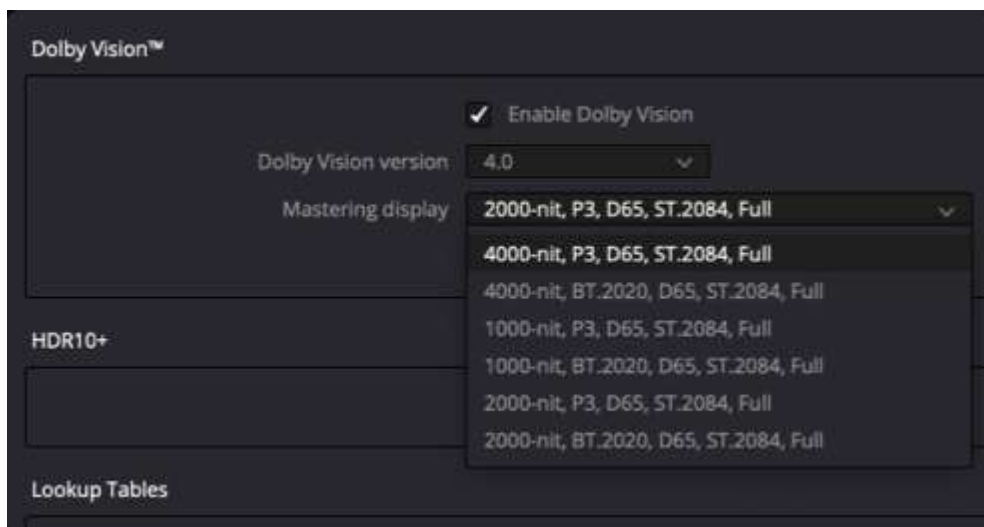 Dolby Vision™
Enable Dolby Vision
Dolby Vision version 4.0
Mastering display 2000-nit, P3, D65, ST.2084, Full
4000-nit, P3, D65, ST.2084, Full
4000-nit, BT.2020, D65, ST.2084, Full
1000-nit, P3, D65, ST.2084, Full
HDR10+
1000-nit, BT.2020, D65, ST.2084, Full
2000-nit, P3, D65, ST.2084, Full
2000-nit, BT.2020, D65, ST.2084, Full
Lookup Tables